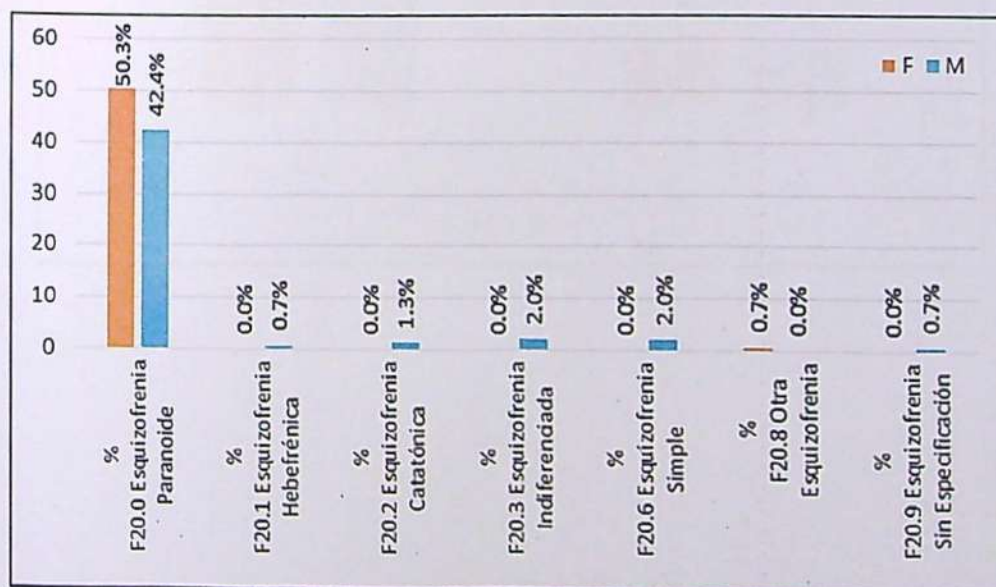 60
50
40
30
20
10
0
F
M
50.3%
42.4%
0.0%
0.7%
0.0%
1.3%
0.0%
2.0%
0.0%
2.0%
0.7%
0.0%
0.0%
0.7%
%
F20.0 Esquizofrenia
Paranoide
%
F20.1 Esquizofrenia
Hebefrénica
%
F20.2 Esquizofrenia
Catatónica
%
F20.3 Esquizofrenia
Indiferenciada
%
F20.6 Esquizofrenia
Simple
%
F20.8 Otra
Esquizofrenia
%
F20.9 Esquizofrenia
Sin Especificación